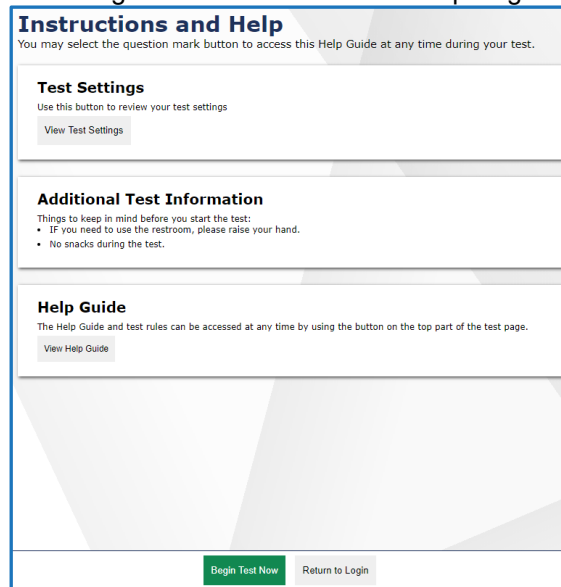 Instructions and Help
You may select the question mark button to access this Help Guide at any time during your test.
Test Settings
Use this button to review your test settings
View Test Settings
Additional Test Information
Things to keep in mind before you start the test:
• IF you need to use the restroom, please raise your hand.
• No snacks during the test.
Help Guide
The Help Guide and test rules can be accessed at any time by using the button on the top part of the test page.
View Help Guide
Begin Test Now Return to Login